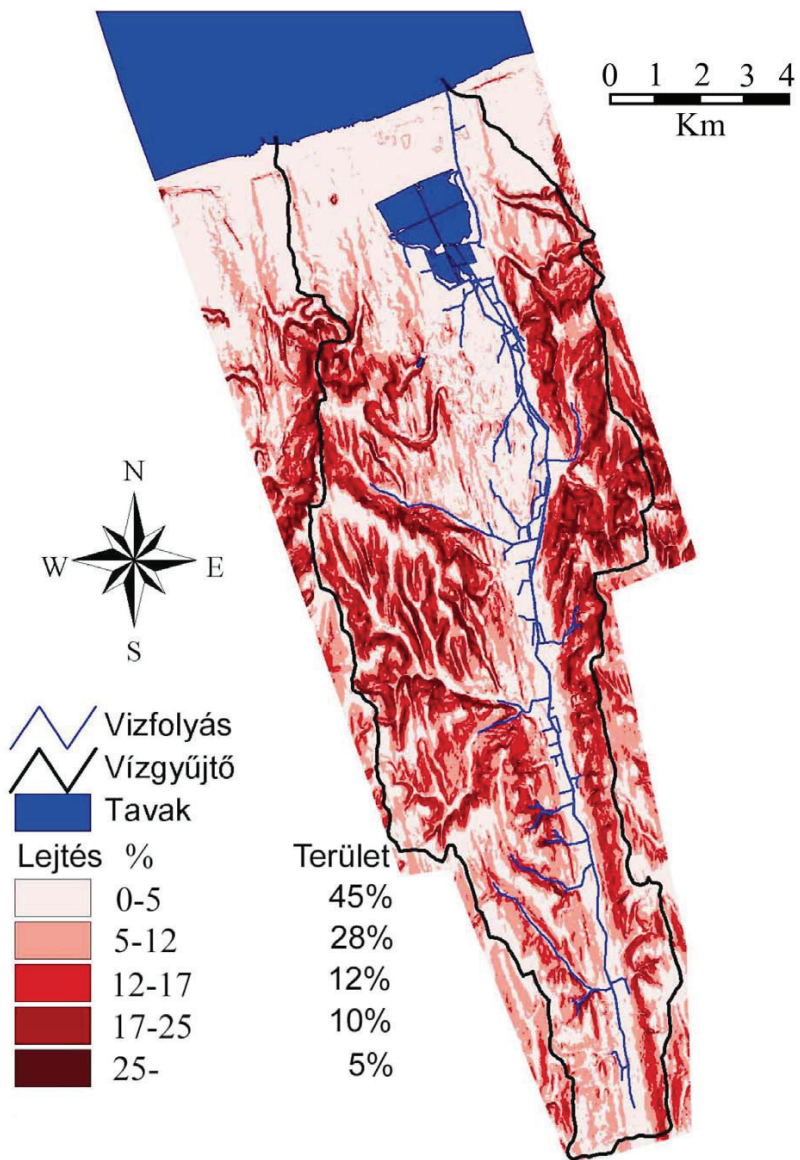 0 1 2 3 4
Km
N
W E
S
Vizfolyás
Vízgyűjtő
Tavak
Lejtés % Terület
0-5 45%
5-12 28%
12-17 12%
17-25 10%
25- 5%